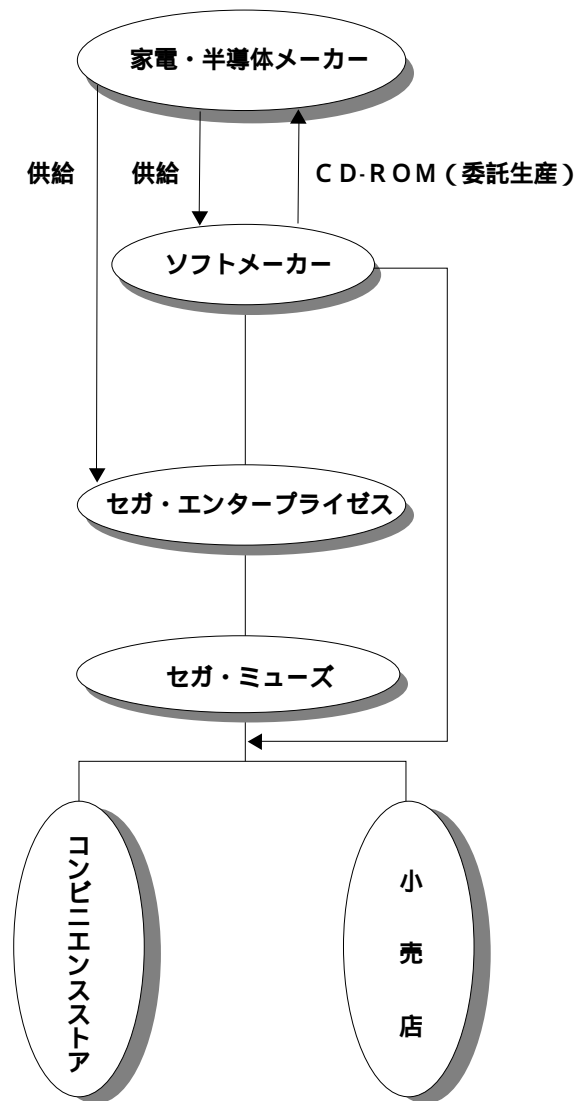 家電・半導体メーカー
供給
供給
ＣＤ-ＲＯＭ（委託生産）
ソフトメーカー
セガ・エンタープライゼス
セガ・ミューズ
コンビニエンスストア
小売店